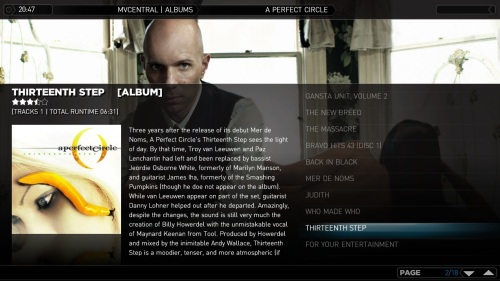 20:47
MVCENTRAL | ALBUMS
A PERFECT CIRCLE
THIRTEENTH STEP [ALBUM]
[TRACKS 1 | TOTAL RUNTIME 06:31]
aperfectCircle
Three years after the release of its debut Mer de
Noms, A Perfect Circle's Thirteenth Step sees the light
of day. By that time, Troy van Leeuwen and Paz
Lenchantin had left and been replaced by bassist
Jeordie Osborne White, formerly of Marilyn Manson,
and guitarist James Iha, formerly of the Smashing
Pumpkins (though he doe not appear on the album).
While van Leeuwen appear on part of the set, guitarist
Danny Lohner helped out after he departed. Amazingly,
despite the changes, the sound is still very much the
creation of Billy Howerdel with the unmistakable vocal
of Maynard Keenan from Tool. Produced by Howerdel
and mixed by the inimitable Andy Wallace, Thirteenth
Step is a moodier, tenser, and more atmospheric (if
GANSTA UNIT, VOLUME 2
THE NEW BREED
THE MASSACRE
BRAVO HITS 43 (DISC 1)
BACK IN BLACK
MER DE NOMS
JUDITH
WHO MADE WHO
THIRTEENTH STEP
FOR YOUR ENTERTAINMENT
PAGE 2/18